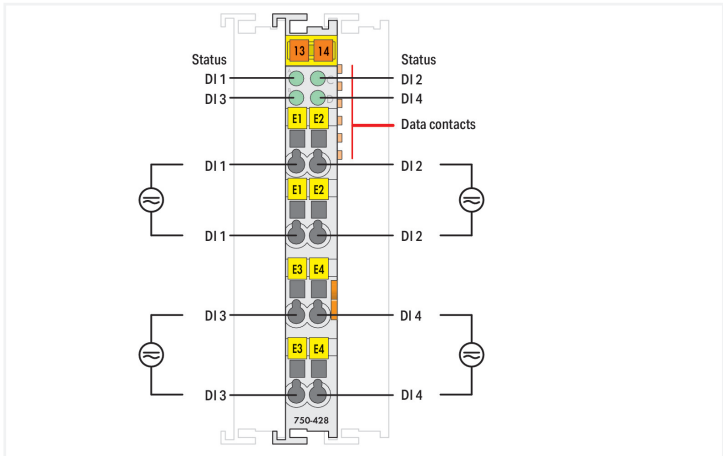 13 14
Status Status
DI 1 C DI 2
DI 3 D DI 4
E1 E2
Data contacts
DI 1 DI 2
E1 E2
DI 1 DI 2
E3 E4
DI 3 DI 4
E3 E4
DI 3 DI 4
750-428